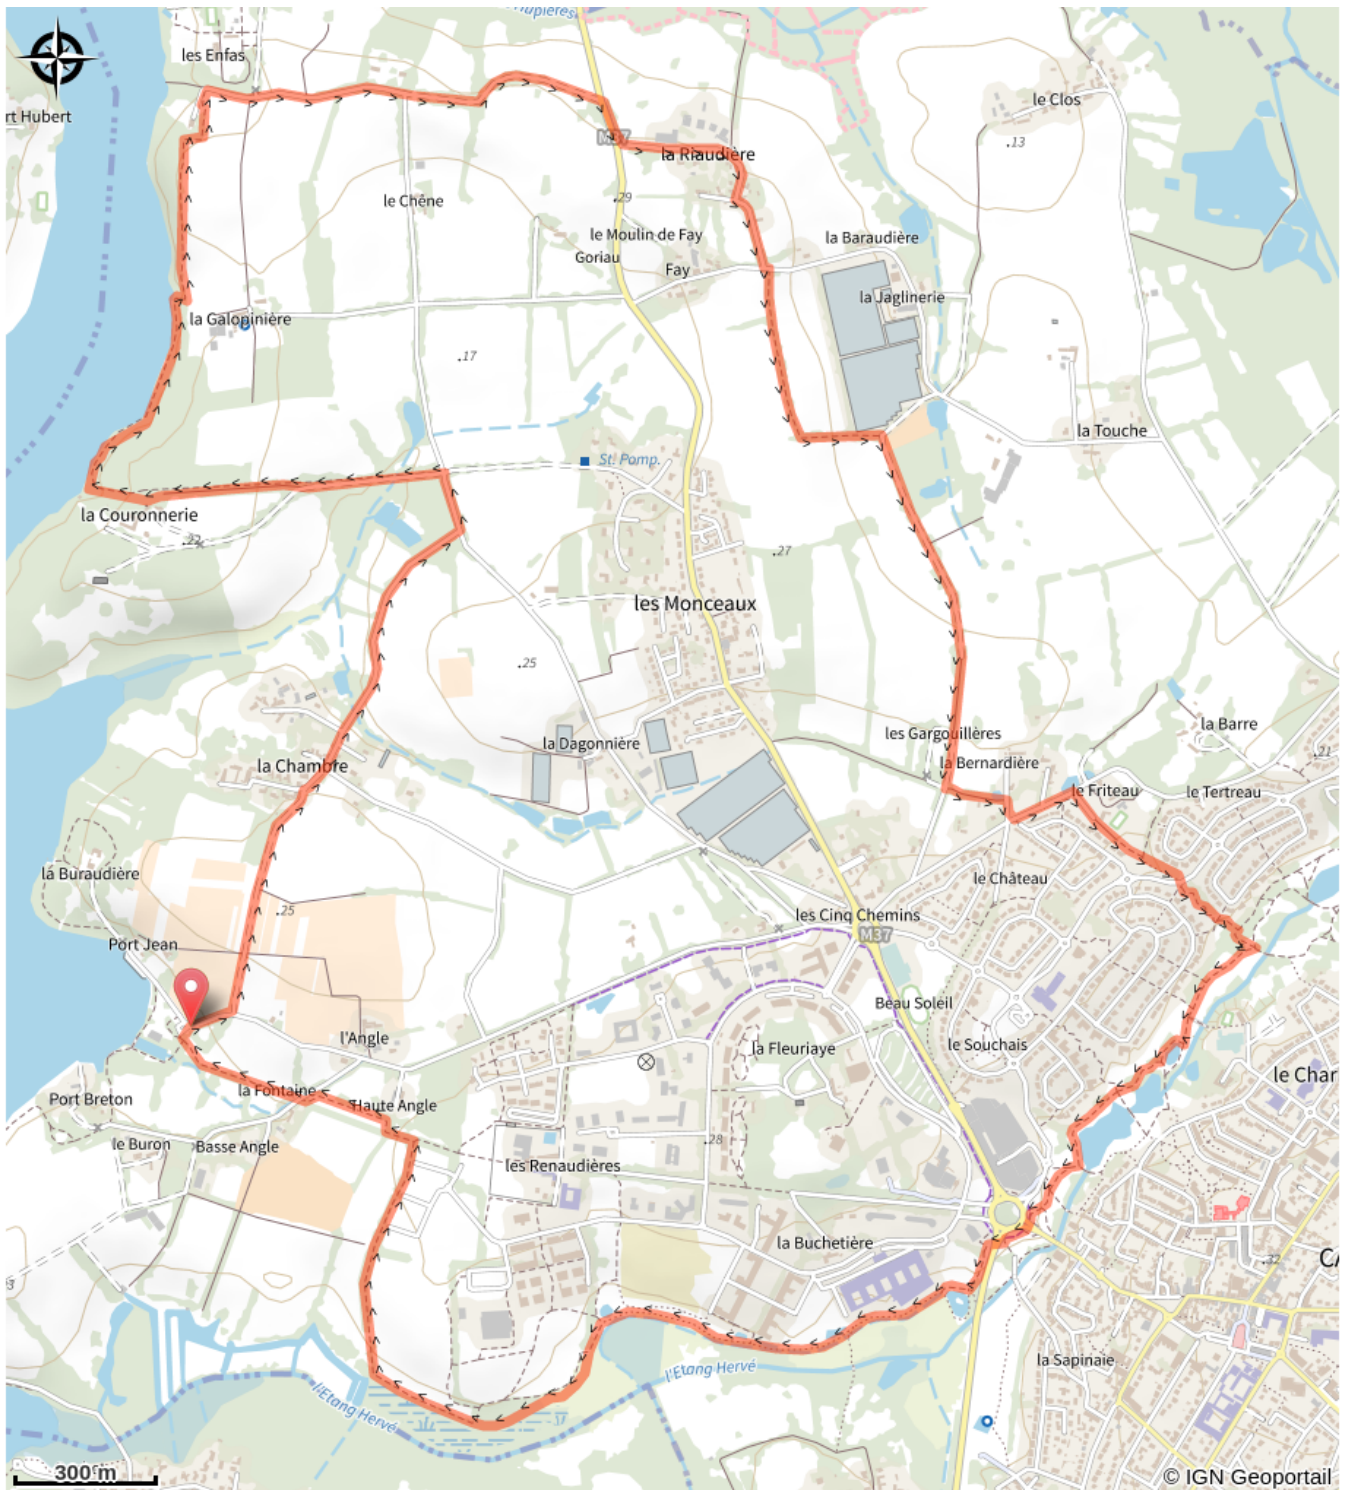 les Enfas
rt Hubert
le Clos
13
M37
la Riaudière
29
le Chêne
le Moulin de Fay
la Baraudière
Goriau
Fay
la Jaglinerie
la Galopinière
17
la Touche
St. Pomp.
la Couronnerie
22
27
les Monceaux
25
les Gargouillères
la Barre
21
la Dagonnière
la Bernardière
la Chambre
le Friteau
le Tertreau
la Buraudière
le Château
25
les Cinq Chemins
M37
Port Jean
Beau Soleil
l'Angle
la Fleuriaye
le Souchais
le Char
la Fontaine
Port Breton
Haute Angle
le Buron
Basse Angle
28
les Renaudières
la Buchetière
32
CA
la Sapinaie
l'Etang Hervé
l'Etang Hervé
300 m
© IGN Geoportail